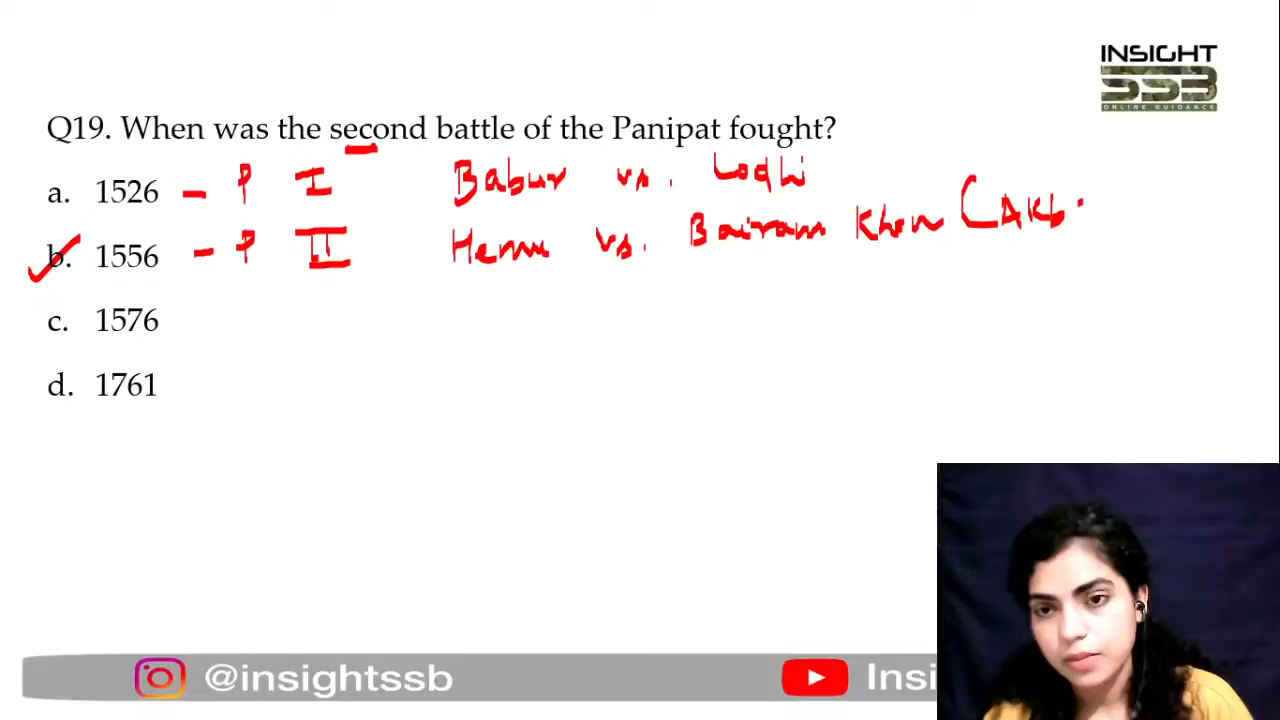 INSIGHT
SSB
ONLINE GUIDANCE
Q19. When was the second battle of the Panipat fought?
a. 1526 - P I Babur vs. Lodhi
b. 1556 - P II Hemu vs. Bairam Khan (Akb.
c. 1576
d. 1761
@insightssb Insi